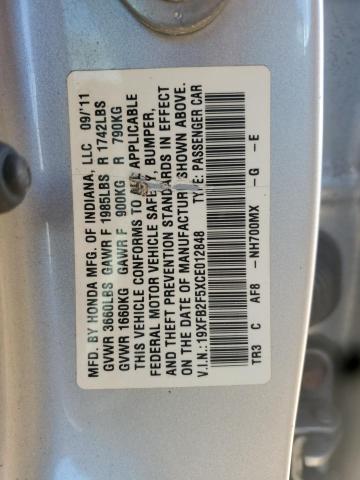 MFD. BY HONDA MFG. OF INDIANA, LLC 09/'11
GVWR 3660LBS GAWR F 1985LBS R 1742LBS
GVWR 1660KG GAWR F 900KG R 790KG
THIS VEHICLE CONFORMS TO ALL APPLICABLE
FEDERAL MOTOR VEHICLE SAFETY, BUMPER,
AND THEFT PREVENTION STANDARDS IN EFFECT
ON THE DATE OF MANUFACTURE SHOWN ABOVE.
V.I.N.:19XFB2F5XCE012848 TYPE: PASSENGER CAR
TR3 C AF8 - NH700MX - G - E